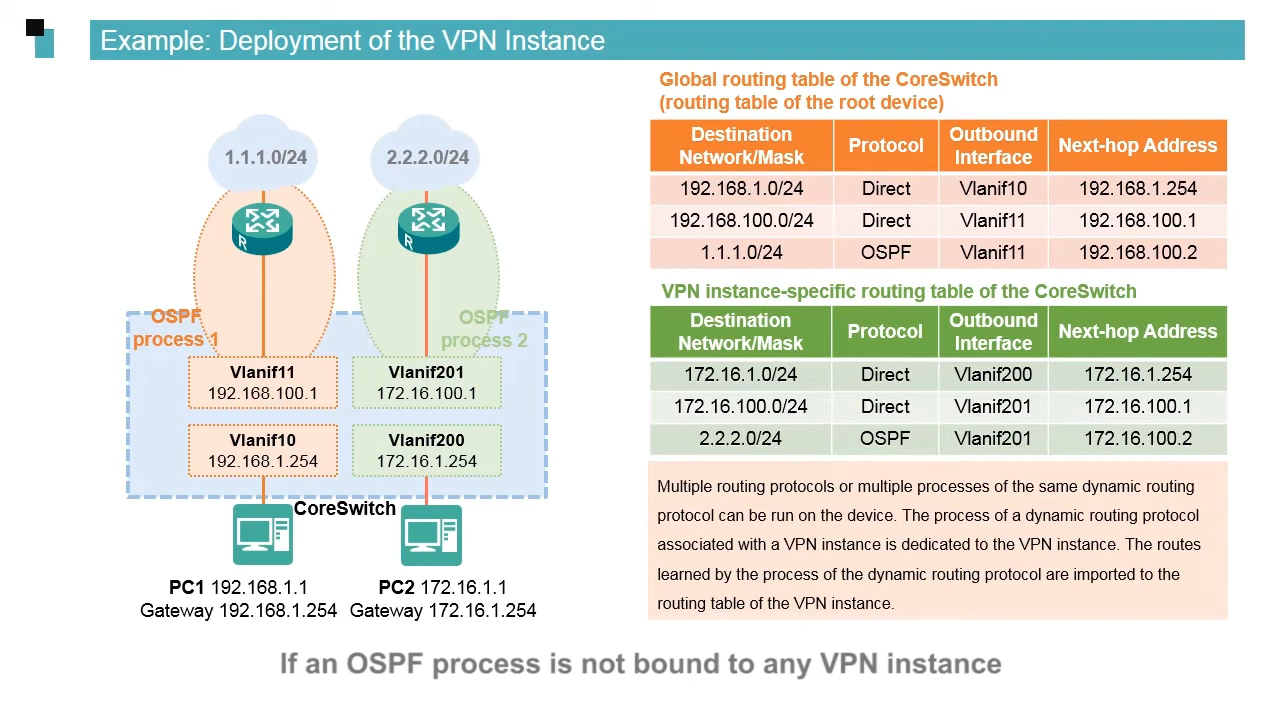 Example: Deployment of the VPN Instance
1.1.1.0/24
2.2.2.0/24
R
R
OSPF
process 1
OSPF
process 2
Vlanif11
192.168.100.1
Vlanif201
172.16.100.1
Vlanif10
192.168.1.254
Vlanif200
172.16.1.254
CoreSwitch
PC1 192.168.1.1
Gateway 192.168.1.254
PC2 172.16.1.1
Gateway 172.16.1.254
Global routing table of the CoreSwitch
(routing table of the root device)
Destination Network/Mask Protocol Outbound Interface Next-hop Address
192.168.1.0/24 Direct Vlanif10 192.168.1.254
192.168.100.0/24 Direct Vlanif11 192.168.100.1
1.1.1.0/24 OSPF Vlanif11 192.168.100.2
VPN instance-specific routing table of the CoreSwitch
Destination Network/Mask Protocol Outbound Interface Next-hop Address
172.16.1.0/24 Direct Vlanif200 172.16.1.254
172.16.100.0/24 Direct Vlanif201 172.16.100.1
2.2.2.0/24 OSPF Vlanif201 172.16.100.2
Multiple routing protocols or multiple processes of the same dynamic routing
protocol can be run on the device. The process of a dynamic routing protocol
associated with a VPN instance is dedicated to the VPN instance. The routes
learned by the process of the dynamic routing protocol are imported to the
routing table of the VPN instance.
If an OSPF process is not bound to any VPN instance